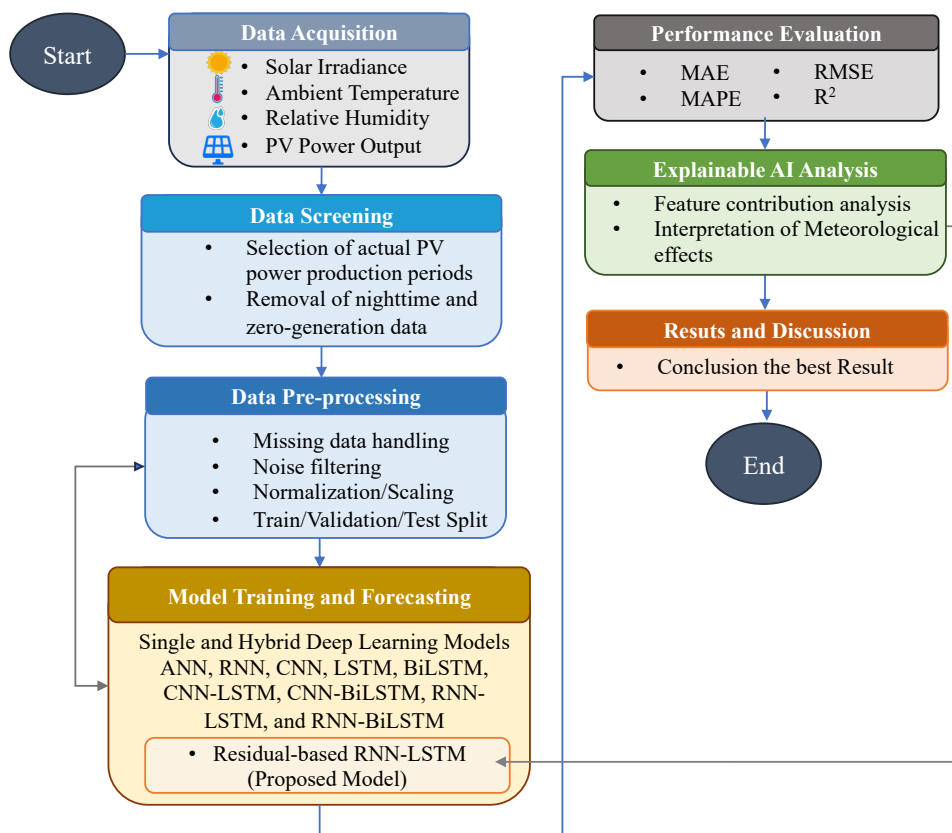 Start
Data Acquisition
• Solar Irradiance
• Ambient Temperature
• Relative Humidity
• PV Power Output
Data Screening
• Selection of actual PV
power production periods
• Removal of nighttime and
zero-generation data
Data Pre-processing
• Missing data handling
• Noise filtering
• Normalization/Scaling
• Train/Validation/Test Split
Model Training and Forecasting
Single and Hybrid Deep Learning Models
ANN, RNN, CNN, LSTM, BiLSTM,
CNN-LSTM, CNN-BiLSTM, RNN-
LSTM, and RNN-BiLSTM
• Residual-based RNN-LSTM
(Proposed Model)
Performance Evaluation
• MAE • RMSE
• MAPE • R²
Explainable AI Analysis
• Feature contribution analysis
• Interpretation of Meteorological
effects
Resuts and Discussion
• Conclusion the best Result
End